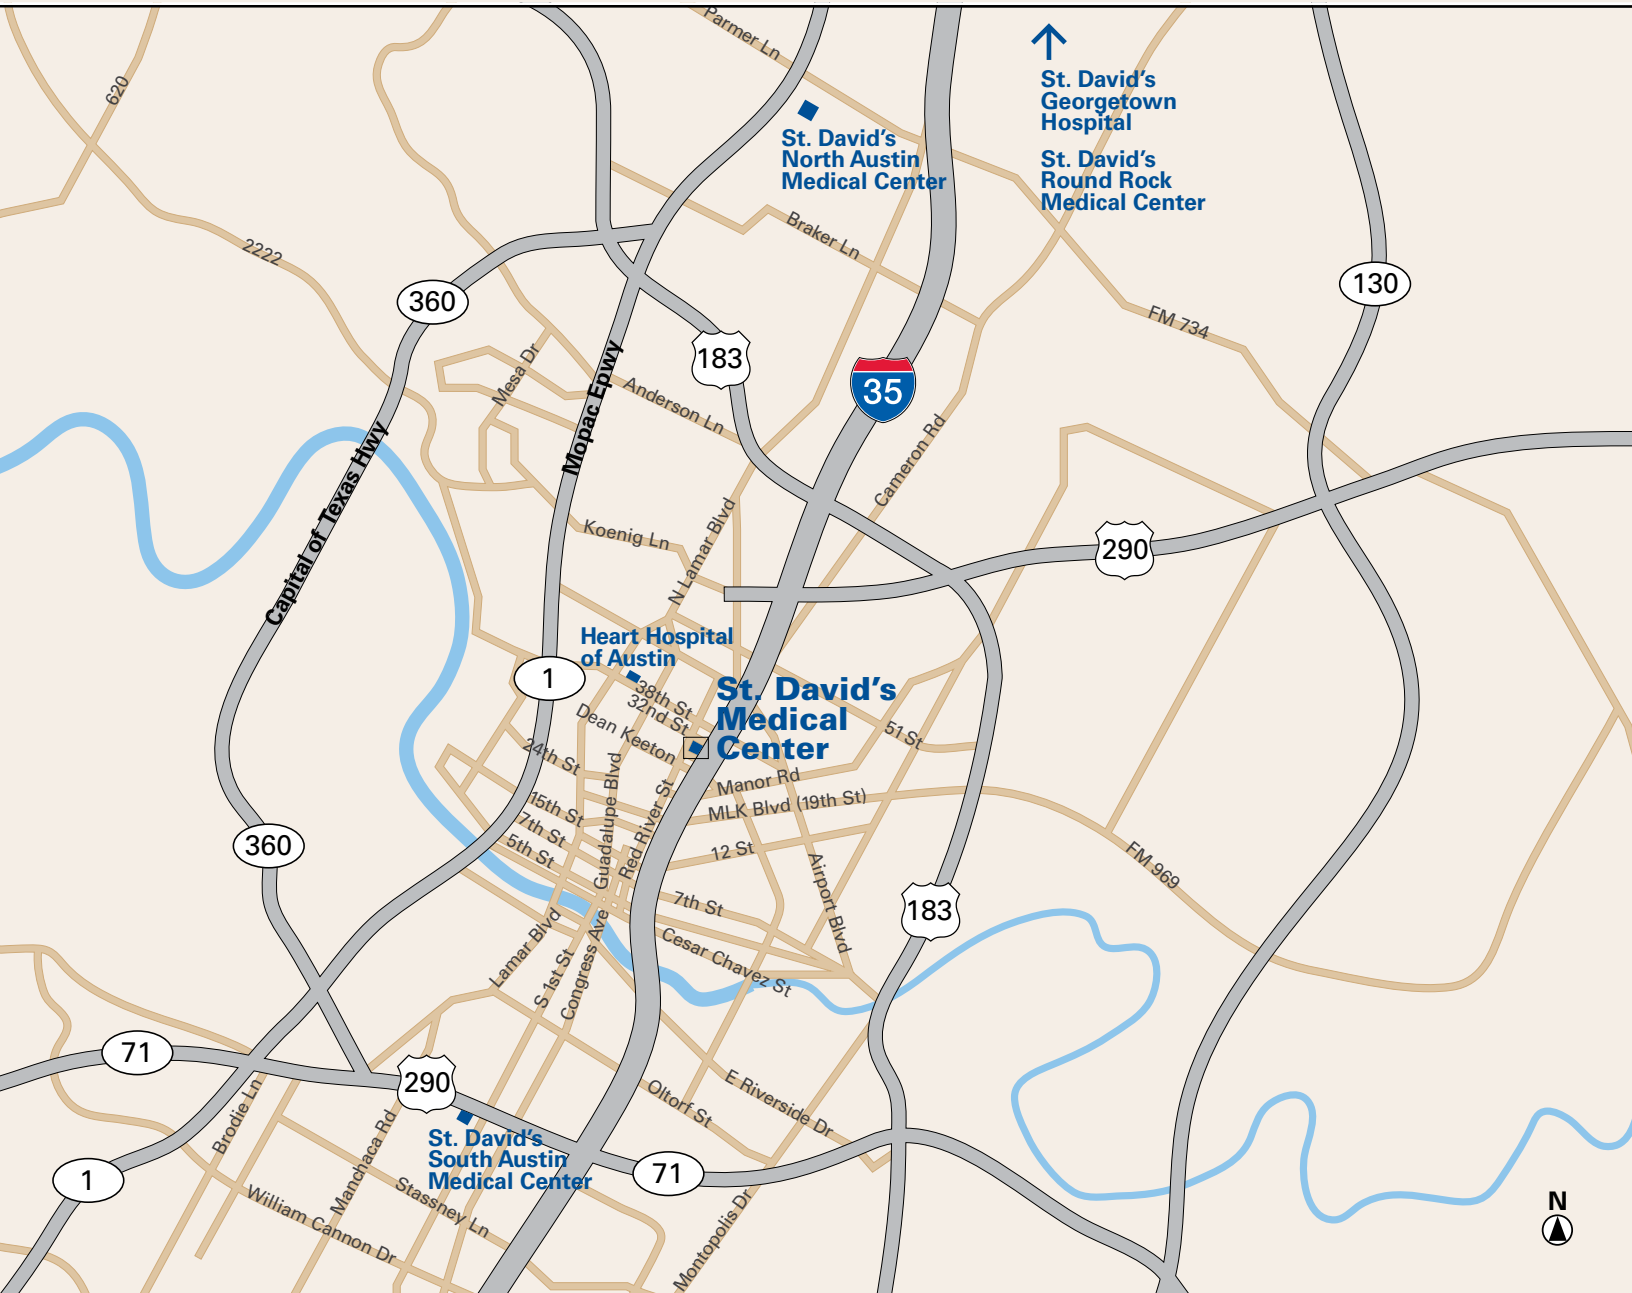 Parmer Ln
620
St. David's
Georgetown
Hospital
St. David's
North Austin
Medical Center
St. David's
Round Rock
Medical Center
2222
Braker Ln
360
130
FM 734
183
Mesa Dr
Mopac Epwy
Anderson Ln
35
Cameron Rd
Capital of Texas Hwy
Koenig Ln
N Lamar Blvd
290
Heart Hospital
of Austin
1
38th St
32nd St
St. David's
Medical
Center
Dean Keeton
51 St
24th St
Guadalupe Blvd
Red River St
Manor Rd
MLK Blvd (19th St)
15th St
7th St
5th St
12 St
360
Airport Blvd
FM 969
7th St
183
Lamar Blvd
S 1st St
Congress Ave
Cesar Chavez St
71
290
Brodie Ln
Manchaca Rd
Oltorf St
E Riverside Dr
St. David's
South Austin
Medical Center
1
71
William Cannon Dr
Stassney Ln
Montopolis Dr
N